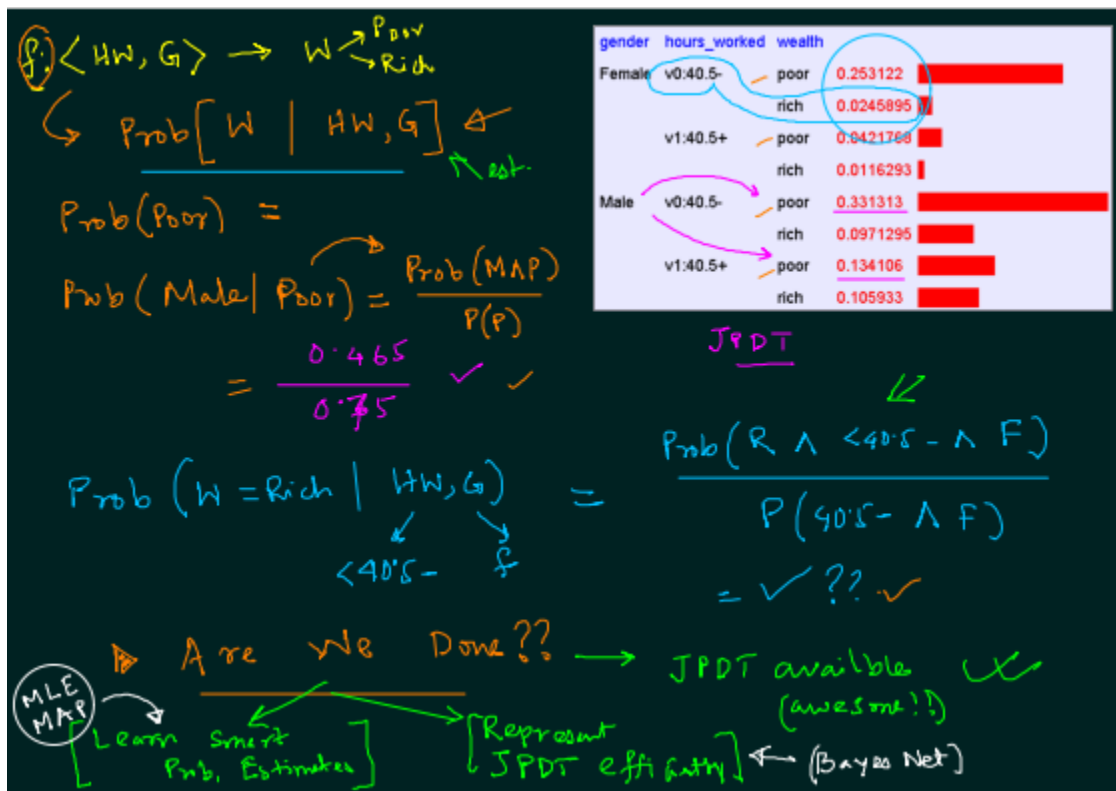 f: < HW, G > → W → Poor
→ Rich
Prob [ W | HW, G ] ←
est.
Prob (Poor) =
Prob ( Male | Poor) = Prob (M ∧ P)
P(P)
= 0.465
0.75
gender hours_worked wealth
Female v0:40.5- poor 0.253122
rich 0.0245895
v1:40.5+ poor 0.0421768
rich 0.0116293
Male v0:40.5- poor 0.331313
rich 0.0971295
v1:40.5+ poor 0.134106
rich 0.105933
JPDT
Prob (W = Rich | HW, G) = Prob ( R ∧ <40.5- ∧ F)
P (40.5- ∧ F)
<40.5- f
= ✓ ?? ✓
Are We Done?? → JPDT availble
(awesome!!)
MLE
MAP
[Learn Smart
Prob. Estimates]
[Represent
JPDT efficiently] ← (Bayes Net)